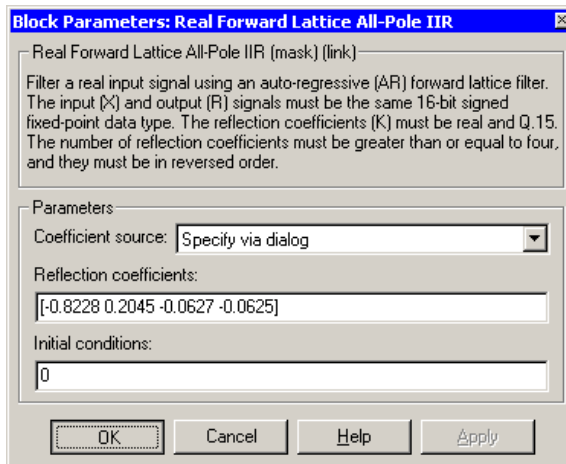 Block Parameters: Real Forward Lattice All-Pole IIR
Real Forward Lattice All-Pole IIR (mask) (link)
Filter a real input signal using an auto-regressive (AR) forward lattice filter.
The input (X) and output (R) signals must be the same 16-bit signed
fixed-point data type. The reflection coefficients (K) must be real and Q.15.
The number of reflection coefficients must be greater than or equal to four,
and they must be in reversed order.
Parameters
Coefficient source: Specify via dialog
Reflection coefficients:
[-0.8228 0.2045 -0.0627 -0.0625]
Initial conditions:
0
OK Cancel Help Apply